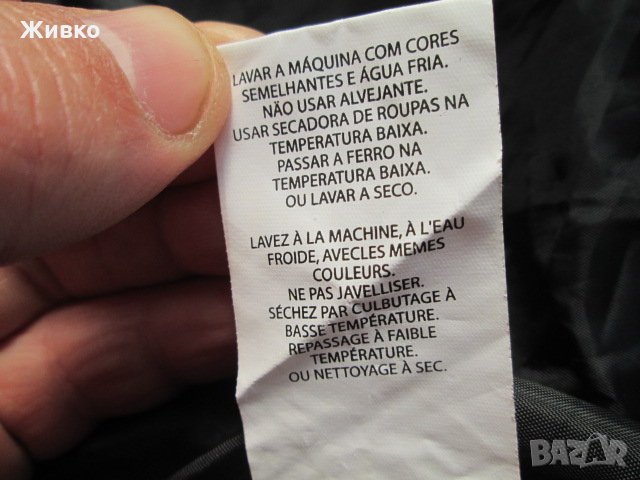 Живко
LAVAR A MÁQUINA COM CORES
SEMELHANTES E ÁGUA FRIA.
NÃO USAR ALVEJANTE.
USAR SECADORA DE ROUPAS NA
TEMPERATURA BAIXA.
PASSAR A FERRO NA
TEMPERATURA BAIXA.
OU LAVAR A SECO.
LAVEZ À LA MACHINE, À L'EAU
FROIDE, AVECLES MEMES
COULEURS.
NE PAS JAVELLISER.
SÉCHEZ PAR CULBUTAGE À
BASSE TEMPÉRATURE.
REPASSAGE À FAIBLE
TEMPÉRATURE.
OU NETTOYAGE À SEC.
BAZAR